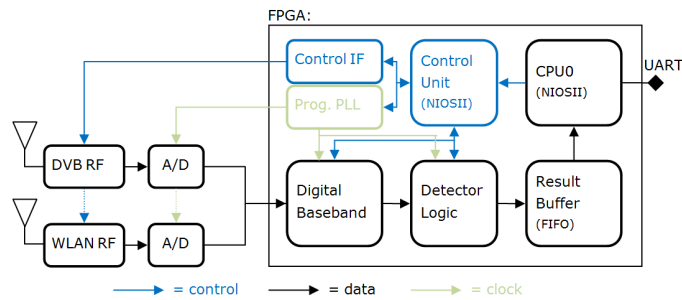 FPGA:
Control IF
Prog. PLL
Control
Unit
(NIOSII)
CPU0
(NIOSII)
UART
DVB RF
A/D
WLAN RF
A/D
Digital
Baseband
Detector
Logic
Result
Buffer
(FIFO)
= control
= data
= clock